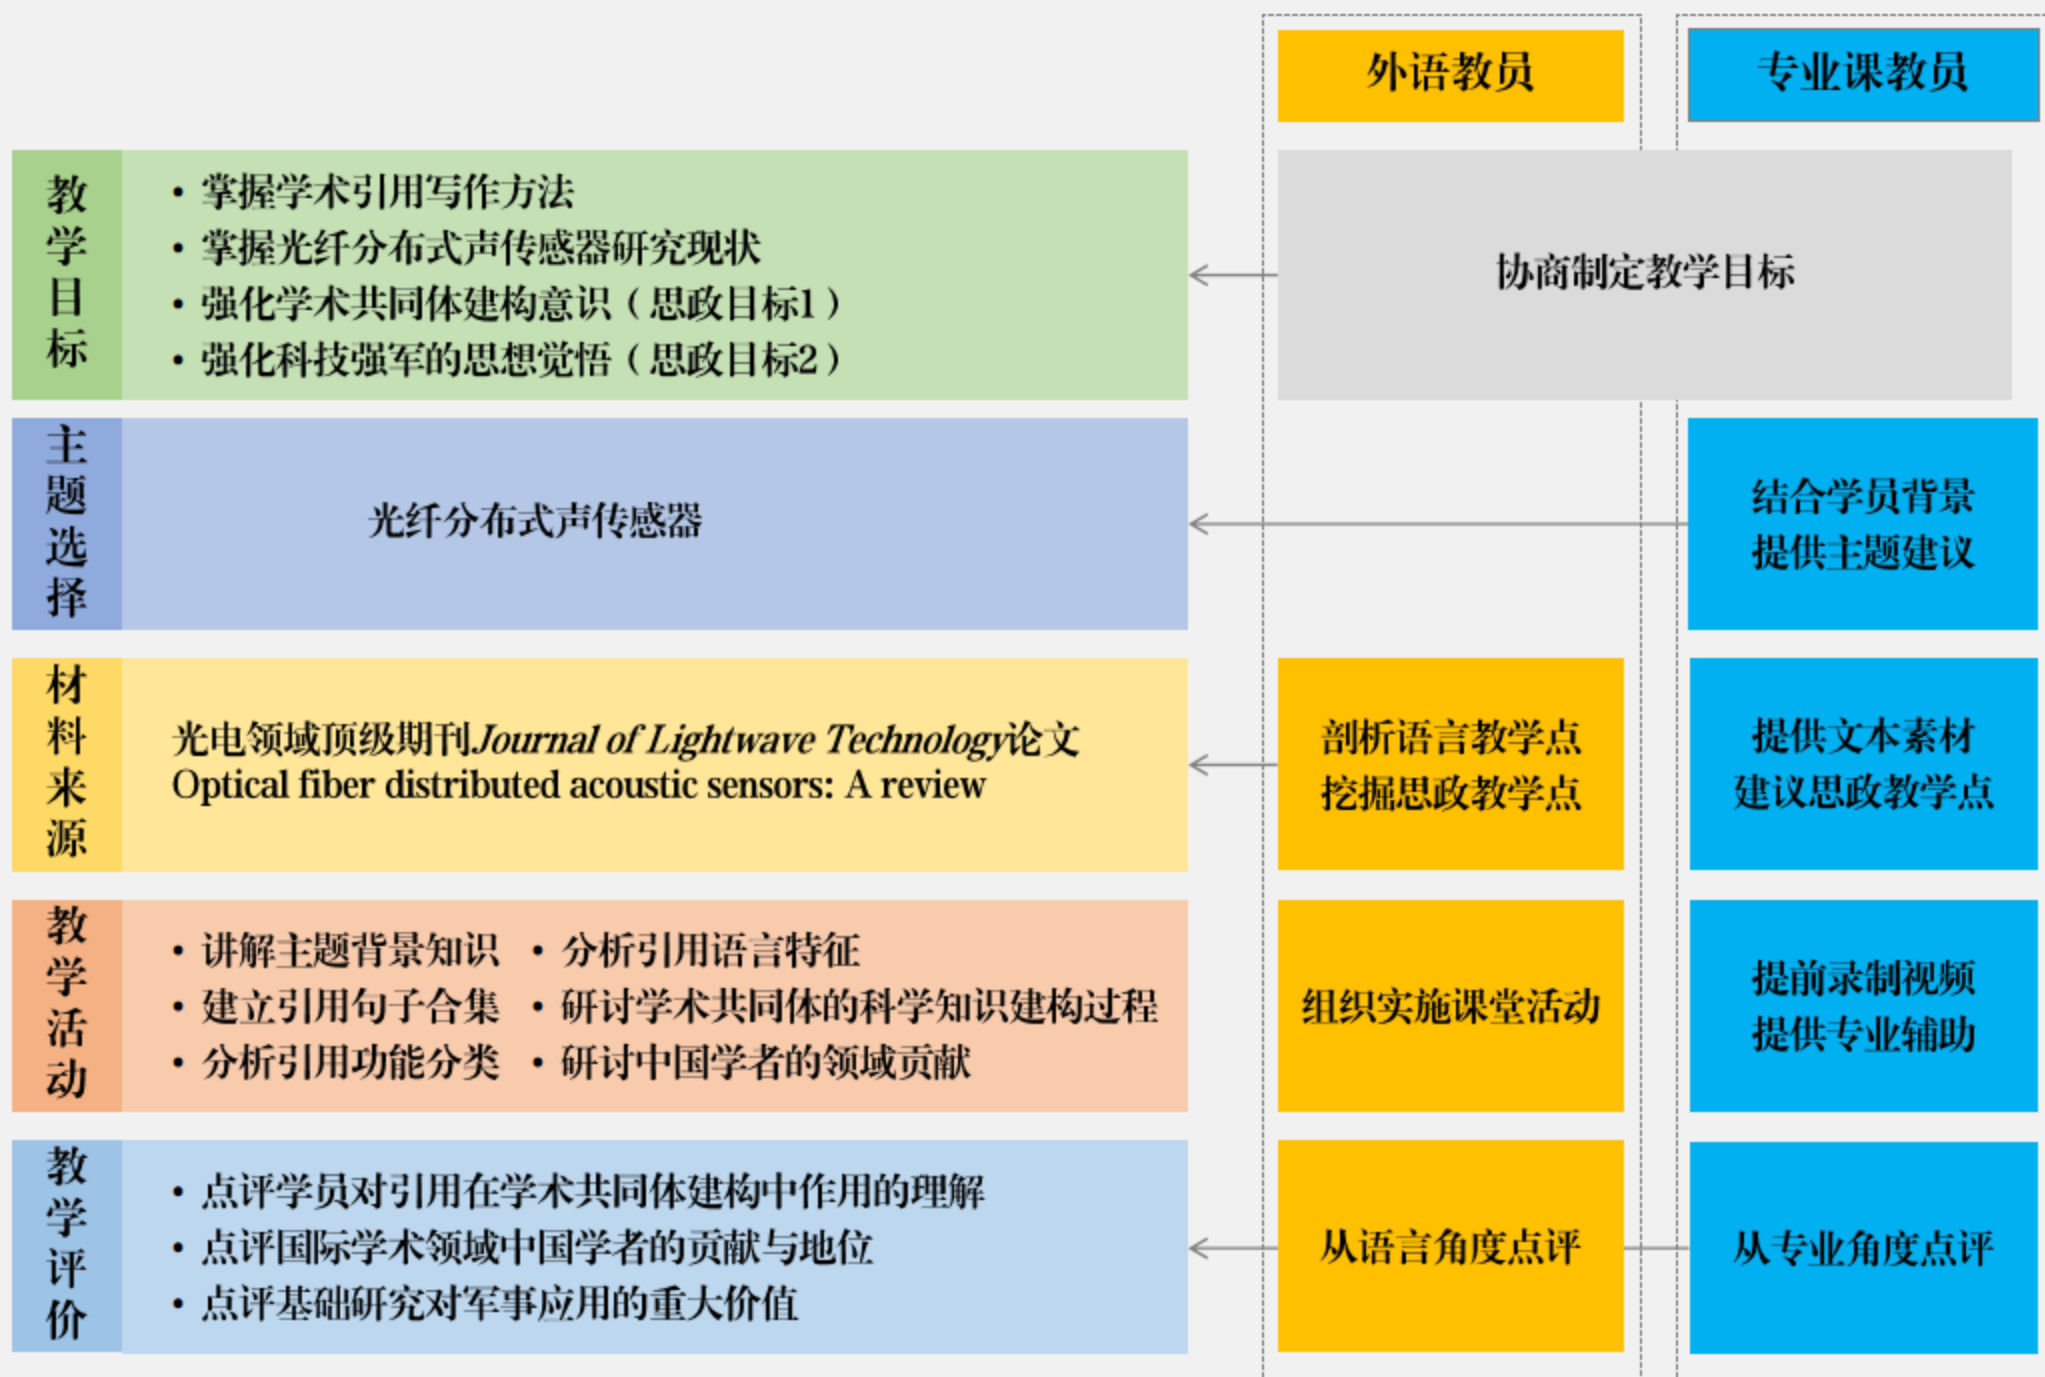 外语教员
专业课教员
教学目标
• 掌握学术引用写作方法
• 掌握光纤分布式声传感器研究现状
• 强化学术共同体建构意识（思政目标1）
• 强化科技强军的思想觉悟（思政目标2）
协商制定教学目标
主题选择
光纤分布式声传感器
结合学员背景
提供主题建议
材料来源
光电领域顶级期刊Journal of Lightwave Technology论文
Optical fiber distributed acoustic sensors: A review
剖析语言教学点
挖掘思政教学点
提供文本素材
建议思政教学点
教学活动
• 讲解主题背景知识
• 建立引用句子合集
• 分析引用功能分类
• 分析引用语言特征
• 研讨学术共同体的科学知识建构过程
• 研讨中国学者的领域贡献
组织实施课堂活动
提前录制视频
提供专业辅助
教学评价
• 点评学员对引用在学术共同体建构中作用的理解
• 点评国际学术领域中国学者的贡献与地位
• 点评基础研究对军事应用的重大价值
从语言角度点评
从专业角度点评